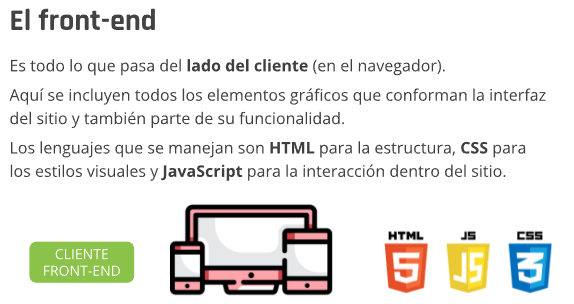 El front-end
Es todo lo que pasa del lado del cliente (en el navegador).
Aquí se incluyen todos los elementos gráficos que conforman la interfaz
del sitio y también parte de su funcionalidad.
Los lenguajes que se manejan son HTML para la estructura, CSS para
los estilos visuales y JavaScript para la interacción dentro del sitio.
CLIENTE
FRONT-END
HTML
5
JS
JS
CSS
3